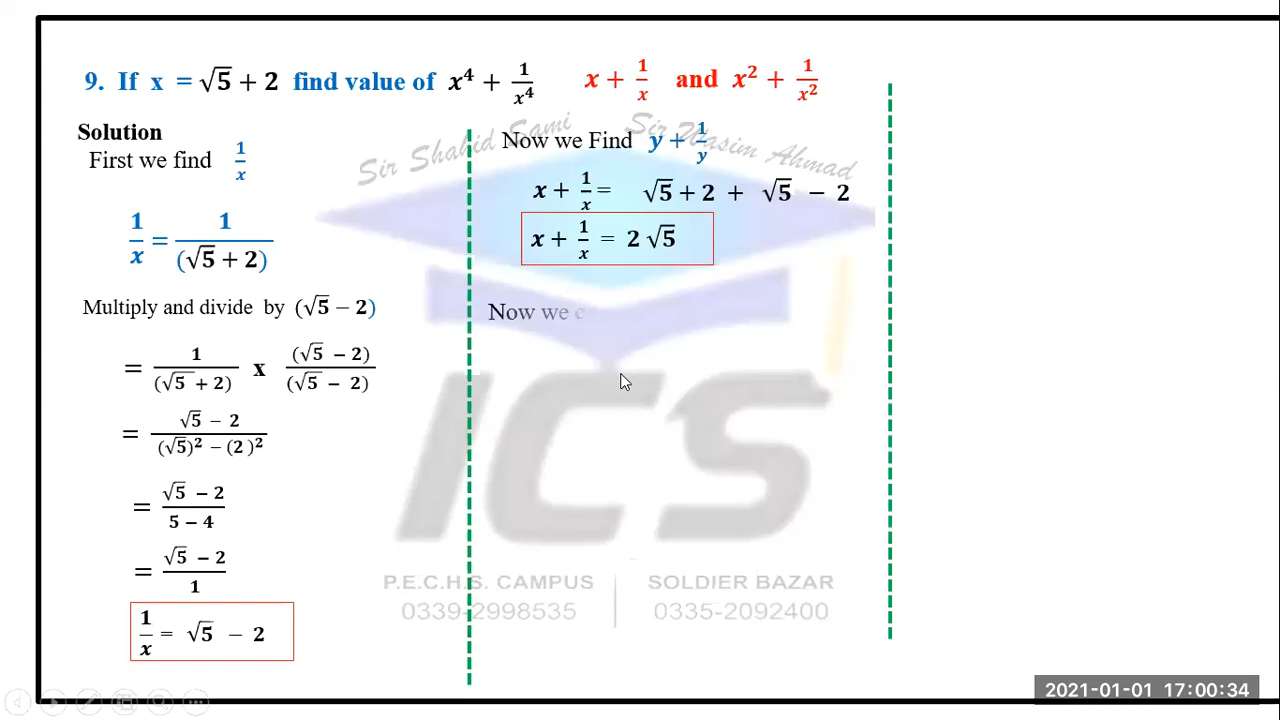 9. If x = √5 + 2 find value of x⁴ + 1/x⁴ x + 1/x and x² + 1/x²
Solution
First we find 1/x
1/x = 1/(√5 + 2)
Multiply and divide by (√5 − 2)
= 1/(√5 + 2) x (√5 − 2)/(√5 − 2)
= √5 − 2/(√5)² − (2)²
= √5 − 2/5 − 4
= √5 − 2/1
1/x = √5 − 2
Now we Find y + 1/y
x + 1/x = √5 + 2 + √5 − 2
x + 1/x = 2√5
Now we c
Sir Shahid Sami Sir Wasim Ahmad
ICS
P.E.C.H.S. CAMPUS
0339-2998535
SOLDIER BAZAR
0335-2092400
2021-01-01 17:00:34